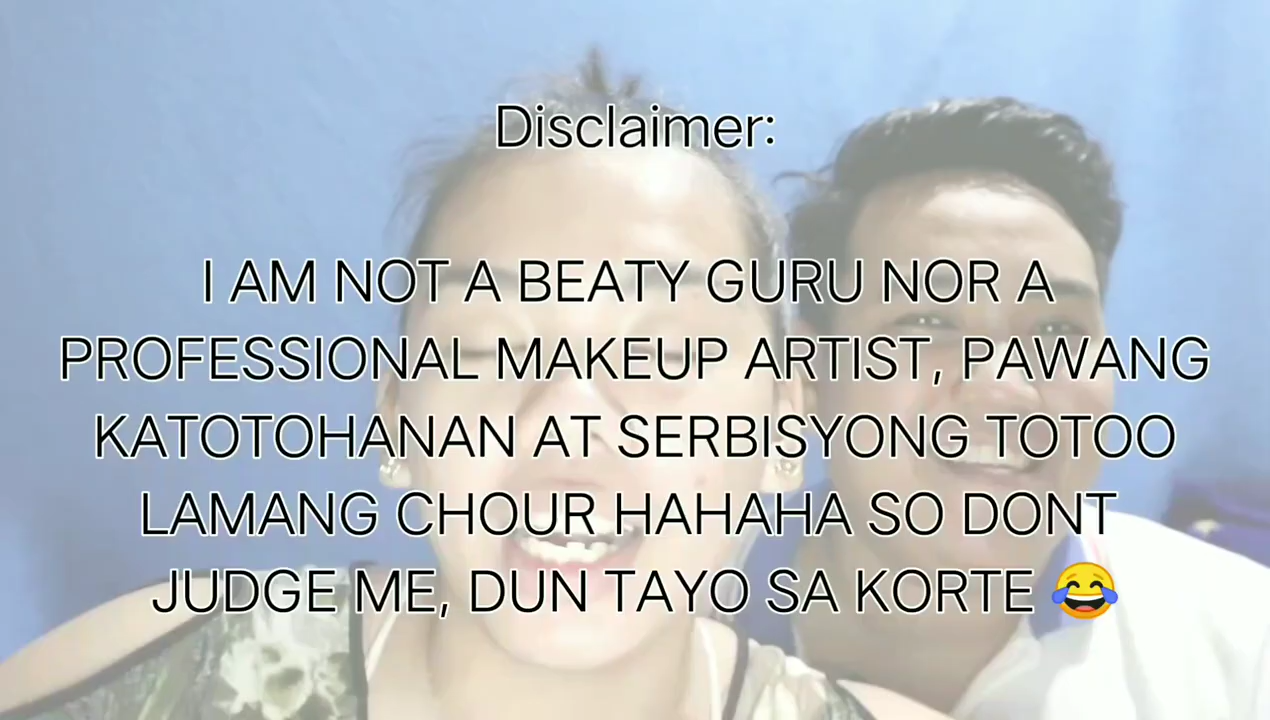 Disclaimer:
I AM NOT A BEATY GURU NOR A
PROFESSIONAL MAKEUP ARTIST, PAWANG
KATOTOHANAN AT SERBISYONG TOTOO
LAMANG CHOUR HAHAHA SO DONT
JUDGE ME, DUN TAYO SA KORTE 😂